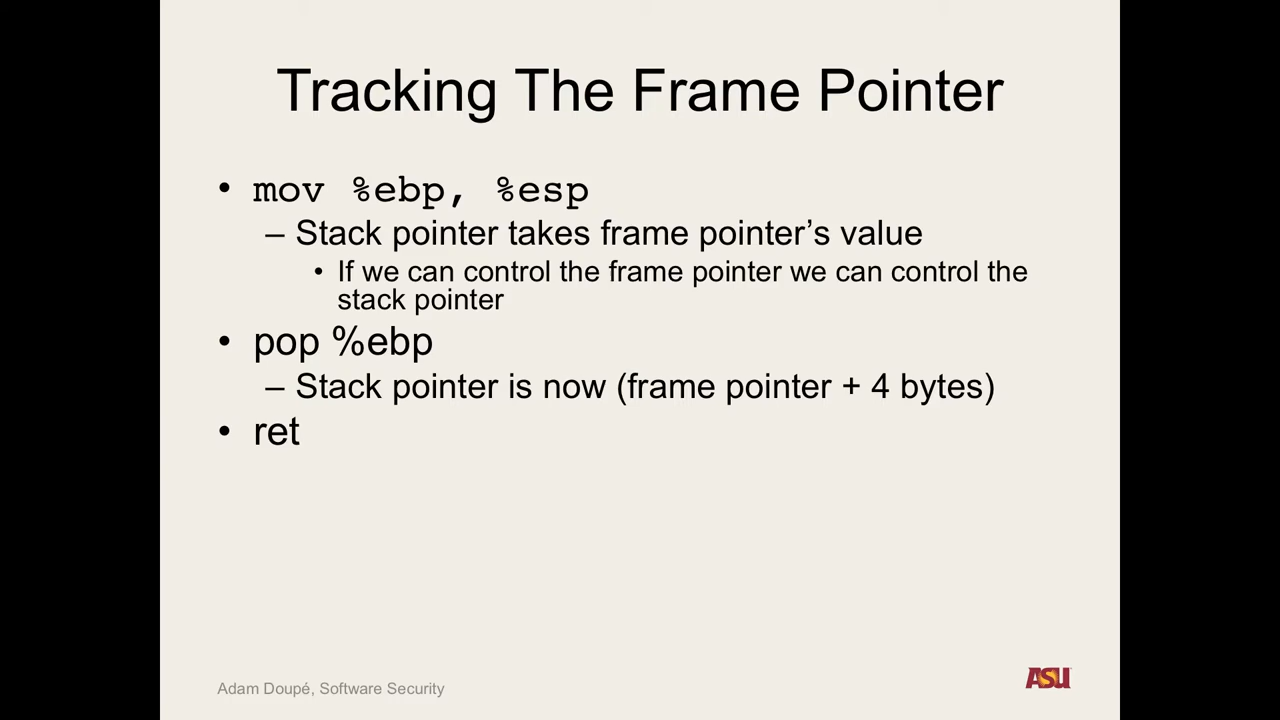 Tracking The Frame Pointer
• mov %ebp, %esp
– Stack pointer takes frame pointer’s value
• If we can control the frame pointer we can control the
stack pointer
• pop %ebp
– Stack pointer is now (frame pointer + 4 bytes)
• ret
Adam Doupé, Software Security
ASU